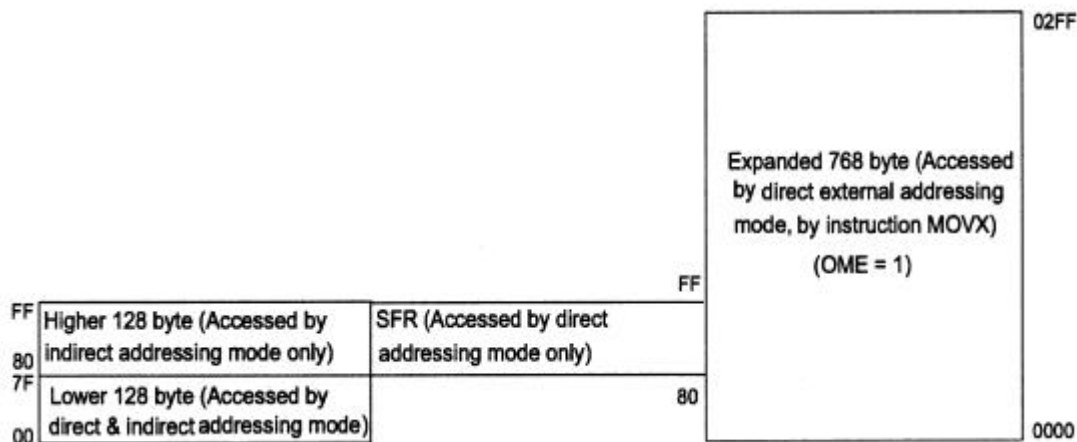 02FF
Expanded 768 byte (Accessed
by direct external addressing
mode, by instruction MOVX)
(OME = 1)
FF
FF
Higher 128 byte (Accessed by
indirect addressing mode only)
80
SFR (Accessed by direct
addressing mode only)
7F
Lower 128 byte (Accessed by
direct & indirect addressing mode)
00
80
0000